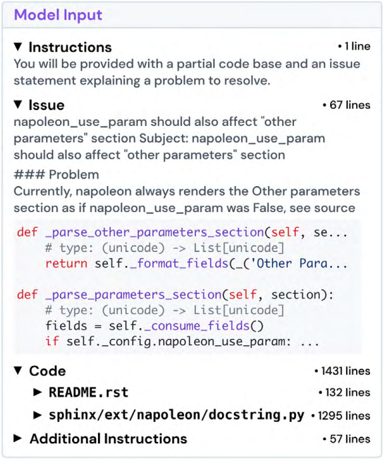 Model Input
▼ Instructions • 1 line
You will be provided with a partial code base and an issue
statement explaining a problem to resolve.
▼ Issue • 67 lines
napoleon_use_param should also affect "other
parameters" section Subject: napoleon_use_param
should also affect "other parameters" section
### Problem
Currently, napoleon always renders the Other parameters
section as if napoleon_use_param was False, see source
def _parse_other_parameters_section(self, se...
# type: (unicode) -> List[unicode]
return self._format_fields(_('Other Para...
def _parse_parameters_section(self, section):
# type: (unicode) -> List[unicode]
fields = self._consume_fields()
if self._config.napoleon_use_param: ...
▼ Code • 1431 lines
▶ README.rst • 132 lines
▶ sphinx/ext/napoleon/docstring.py • 1295 lines
▶ Additional Instructions • 57 lines